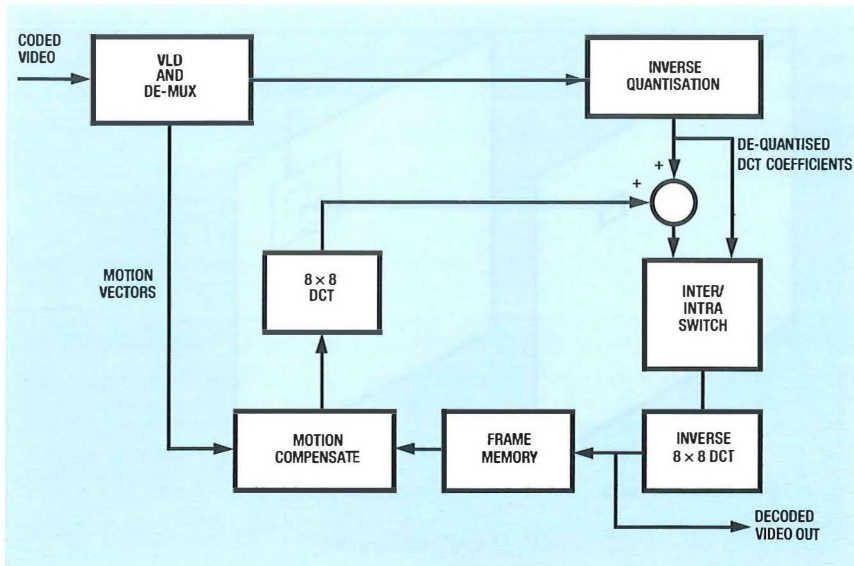 CODED
VIDEO
VLD
AND
DE-MUX
INVERSE
QUANTISATION
DE-QUANTISED
DCT COEFFICIENTS
+
+
MOTION
VECTORS
8 × 8
DCT
INTER/
INTRA
SWITCH
MOTION
COMPENSATE
FRAME
MEMORY
INVERSE
8 × 8 DCT
DECODED
VIDEO OUT